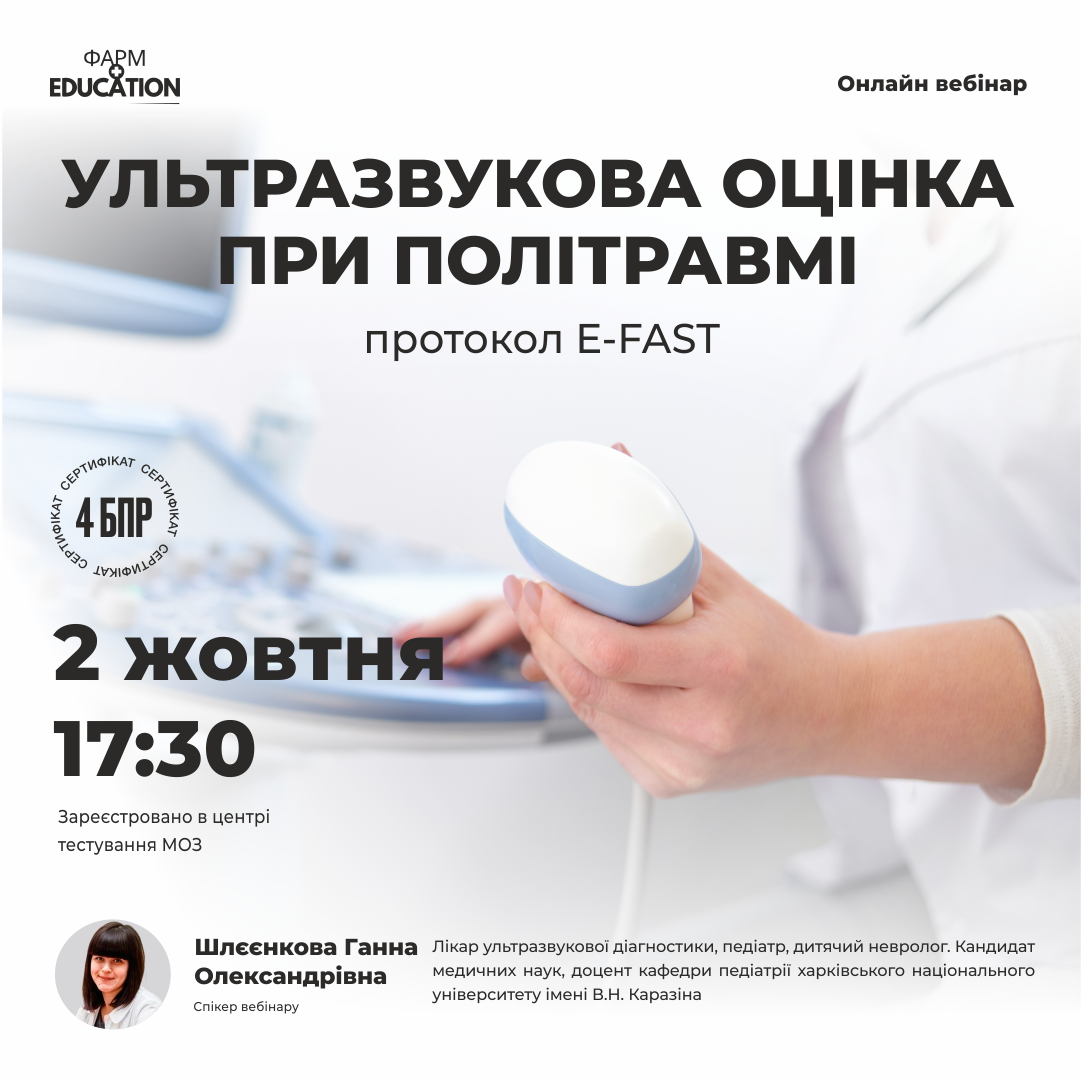 ФАРМ
EDUCATION
Онлайн вебінар
УЛЬТРАЗВУКОВА ОЦІНКА
ПРИ ПОЛІТРАВМІ
протокол E-FAST
СЕРТИФІКАТ СЕРТИФІКАТ СЕРТИФІКАТ СЕРТИФІКАТ СЕРТИФІКАТ
4 БПР
2 жовтня
17:30
Зареєстровано в центрі
тестування МОЗ
Шлєєнкова Ганна
Олександрівна
Спікер вебінару
Лікар ультразвукової діагностики, педіатр, дитячий невролог. Кандидат
медичних наук, доцент кафедри педіатрії харківського національного
університету імені В.Н. Каразіна